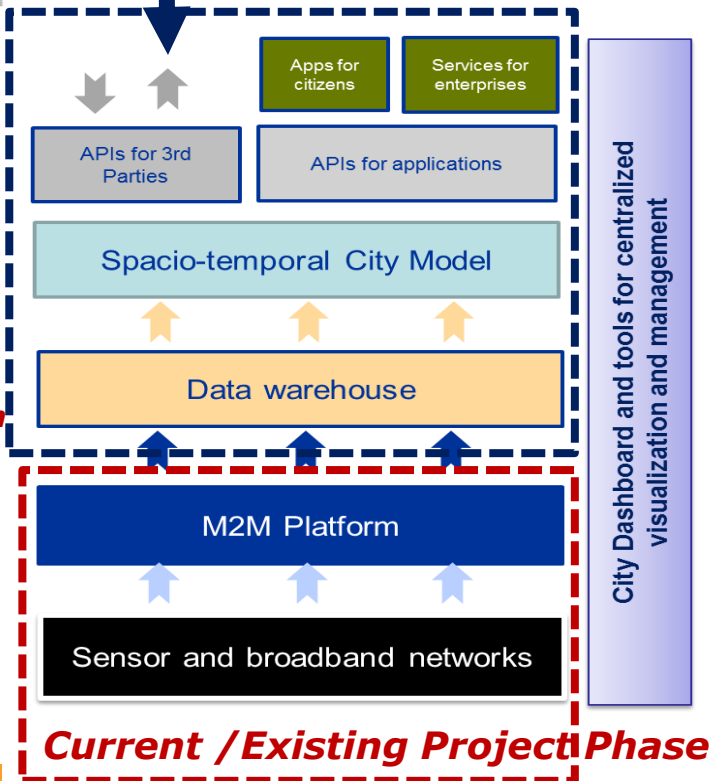 Apps for
citizens
Services for
enterprises
APIs for 3rd
Parties
APIs for applications
Spacio-temporal City Model
Data warehouse
M2M Platform
Sensor and broadband networks
Current /Existing Project Phase
City Dashboard and tools for centralized
visualization and management